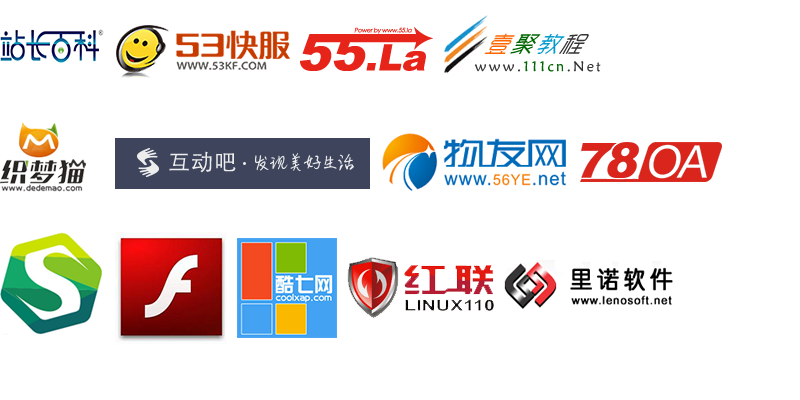 站长百科®
53快服
WWW.53KF.COM
Power by www.55.la
55.La
壹聚教程
www.111cn.Net
织梦猫
www.dedemao.com
互动吧·发现美好生活
物友网
www.56YE.net
78OA
S
f
酷七网
coolxap.com
红联
LINUX110
里诺软件
www.lenosoft.net